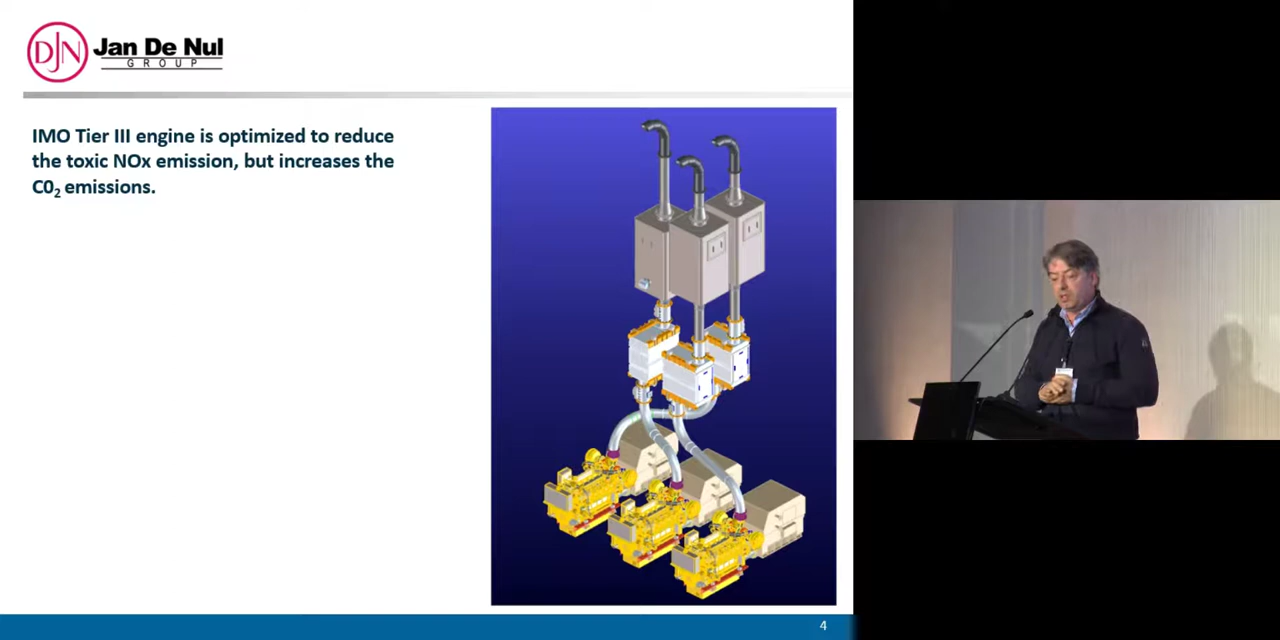 JDN
Jan De Nul
GROUP
IMO Tier III engine is optimized to reduce
the toxic NOx emission, but increases the
C0₂ emissions.
4